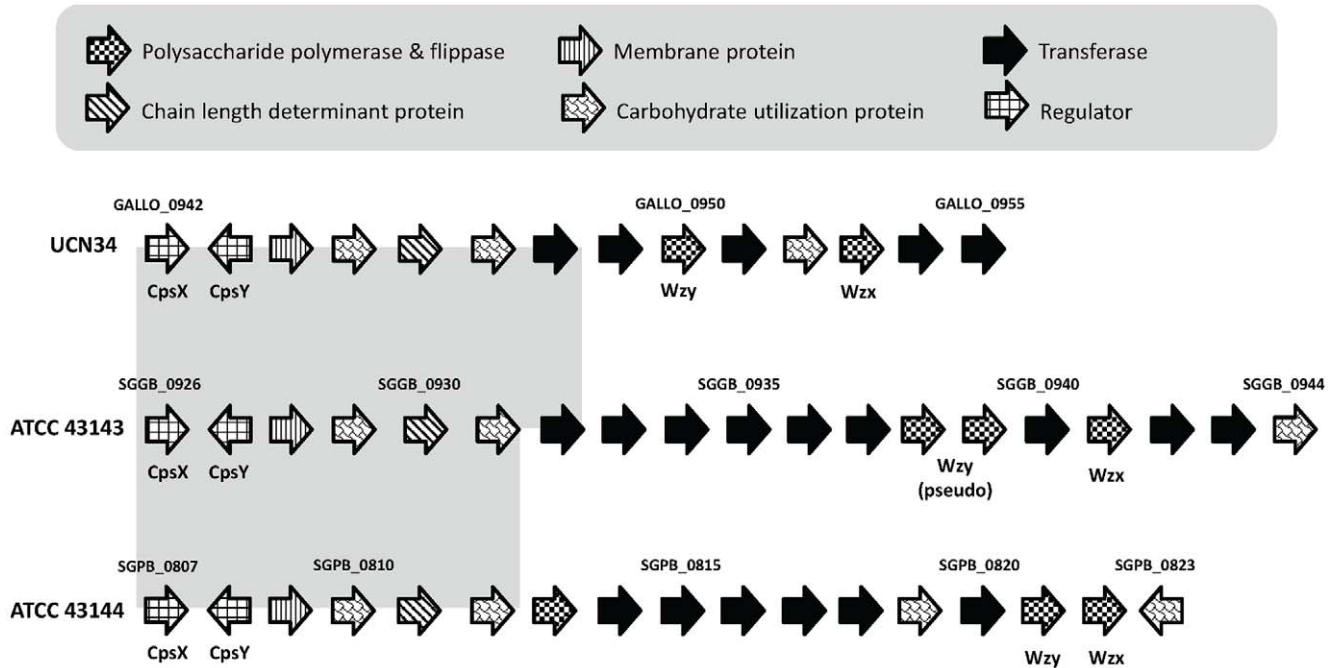 Polysaccharide polymerase & flippase
Membrane protein
Transferase
Chain length determinant protein
Carbohydrate utilization protein
Regulator
GALLO_0942
GALLO_0950
GALLO_0955
UCN34
CpsX
CpsY
Wzy
Wzx
SGGB_0926
SGGB_0930
SGGB_0935
SGGB_0940
SGGB_0944
ATCC 43143
CpsX
CpsY
Wzy
(pseudo)
Wzx
SGPB_0807
SGPB_0810
SGPB_0815
SGPB_0820
SGPB_0823
ATCC 43144
CpsX
CpsY
Wzy
Wzx